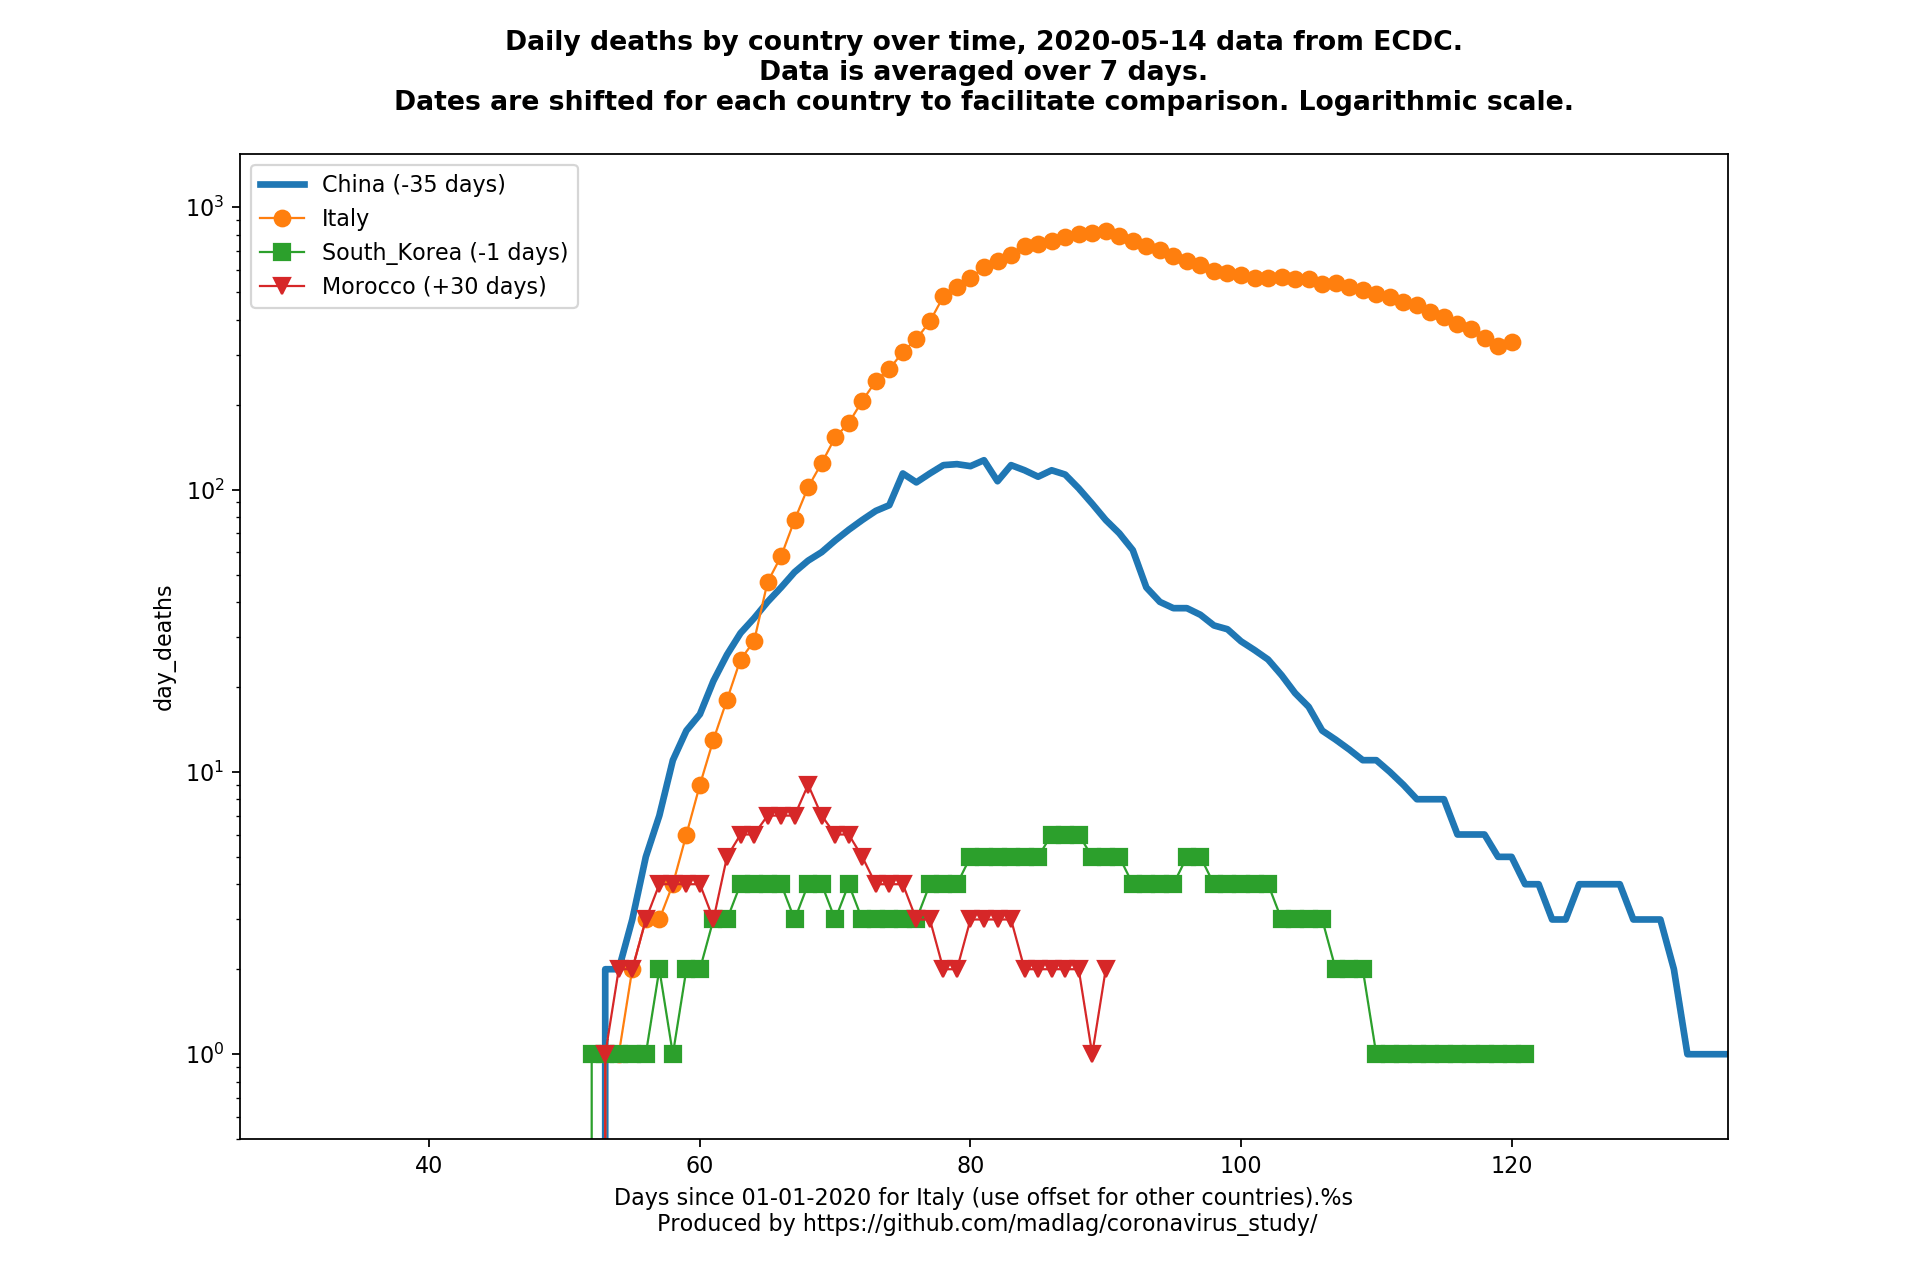 Daily deaths by country over time, 2020-05-14 data from ECDC.
Data is averaged over 7 days.
Dates are shifted for each country to facilitate comparison. Logarithmic scale.
China (-35 days)
Italy
South_Korea (-1 days)
Morocco (+30 days)
10³
10²
10¹
10⁰
day_deaths
40 60 80 100 120
Days since 01-01-2020 for Italy (use offset for other countries).%s
Produced by https://github.com/madlag/coronavirus_study/